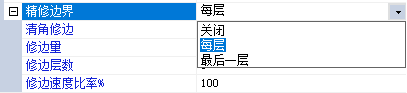 精修边界 每层
清角修边 关闭
修边量 每层
修边层数 最后一层
修边速度比率% 100